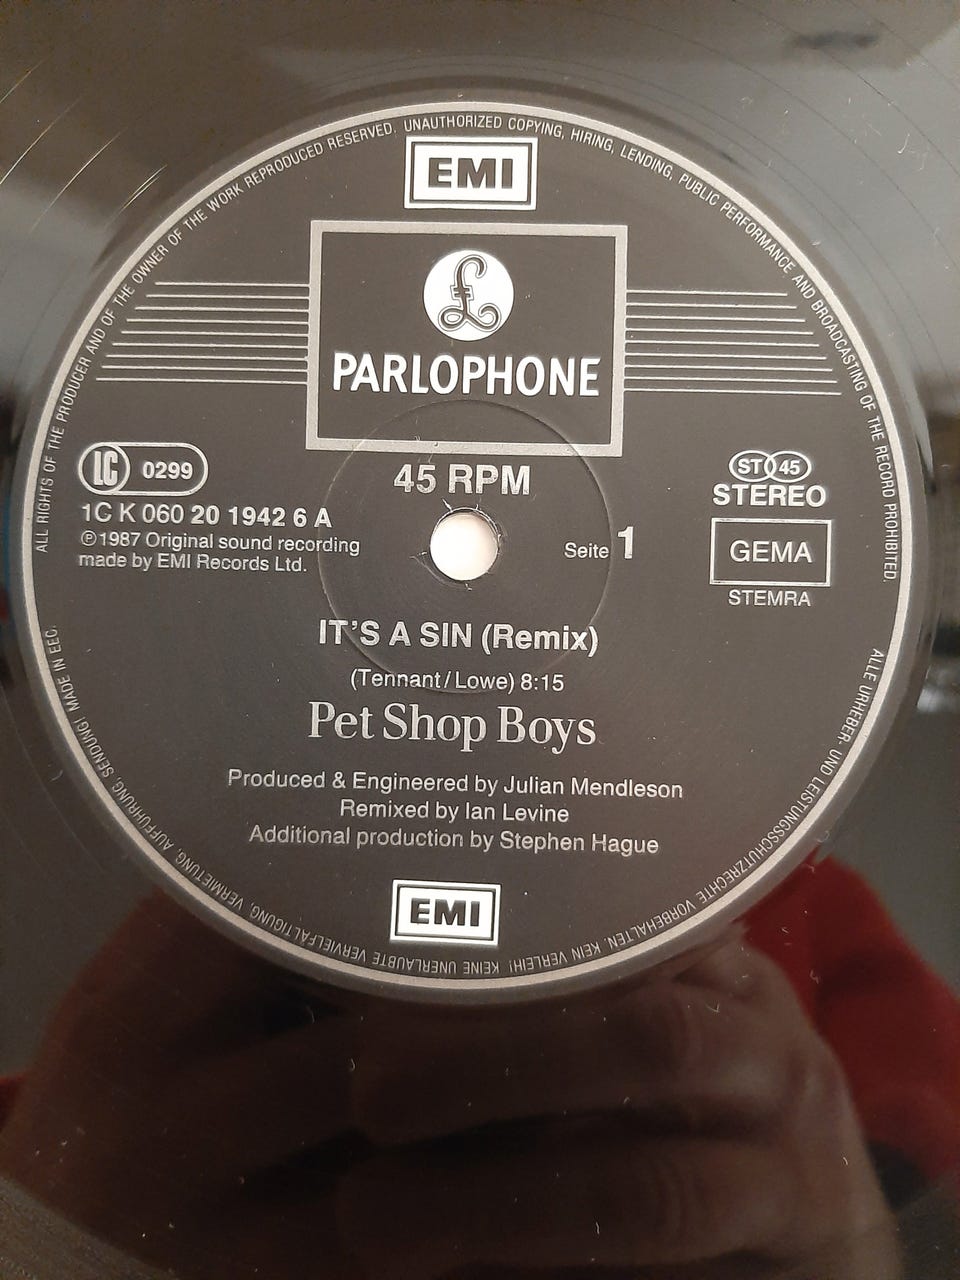 ALL RIGHTS OF THE PRODUCER AND OF THE OWNER OF THE WORK REPRODUCED RESERVED. UNAUTHORIZED COPYING, HIRING, LENDING, PUBLIC PERFORMANCE AND BROADCASTING OF THE RECORD PROHIBITED.
EMI
£
PARLOPHONE
45 RPM
LC 0299
1C K 060 20 1942 6 A
℗ 1987 Original sound recording
made by EMI Records Ltd.
Seite 1
ST 45
STEREO
GEMA
STEMRA
IT'S A SIN (Remix)
(Tennant/Lowe) 8:15
Pet Shop Boys
Produced & Engineered by Julian Mendleson
Remixed by Ian Levine
Additional production by Stephen Hague
EMI
ALLE URHEBER- UND LEISTUNGSSCHUTZRECHTE VORBEHALTEN. KEIN VERLEIH! KEINE UNERLAUBTE VERVIELFÄLTIGUNG, VERMIETUNG, AUFFÜHRUNG, SENDUNG! MADE IN EEC.